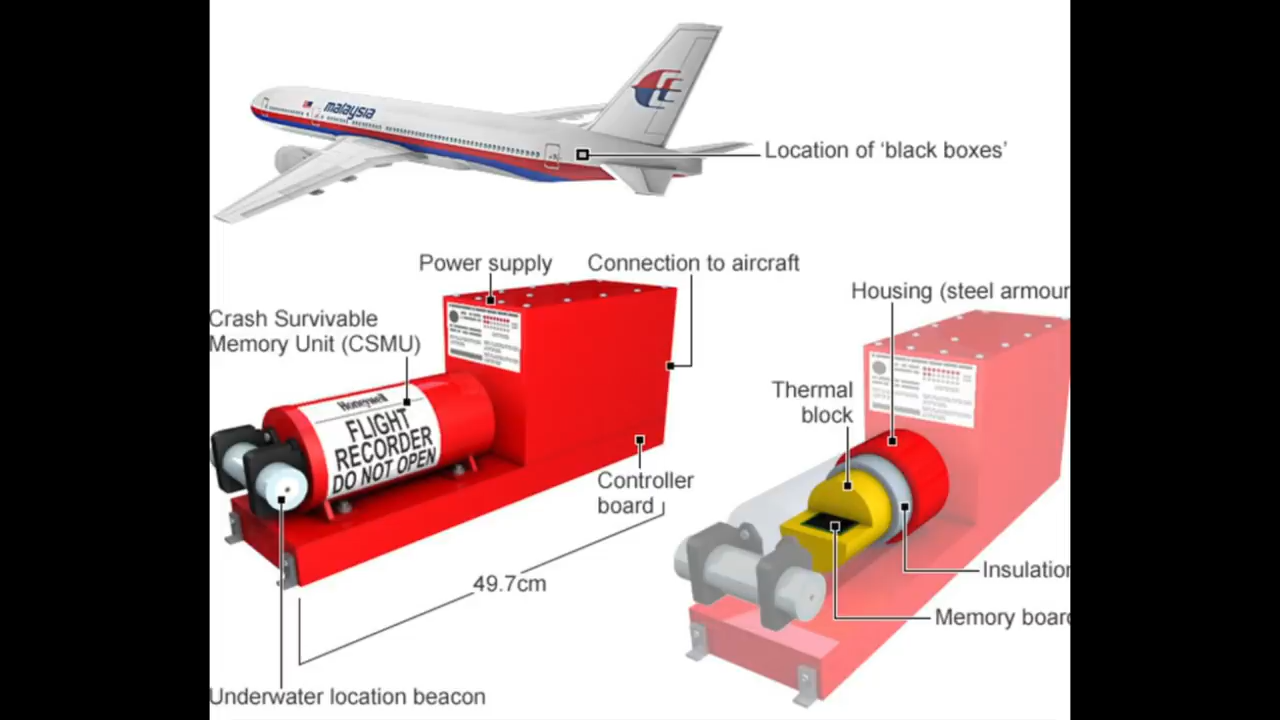 malaysia
Location of ‘black boxes’
Power supply
Connection to aircraft
Housing (steel armour
Crash Survivable
Memory Unit (CSMU)
Thermal
block
Honeywell
FLIGHT
RECORDER
DO NOT OPEN
Controller
board
49.7cm
Insulation
Memory board
Underwater location beacon